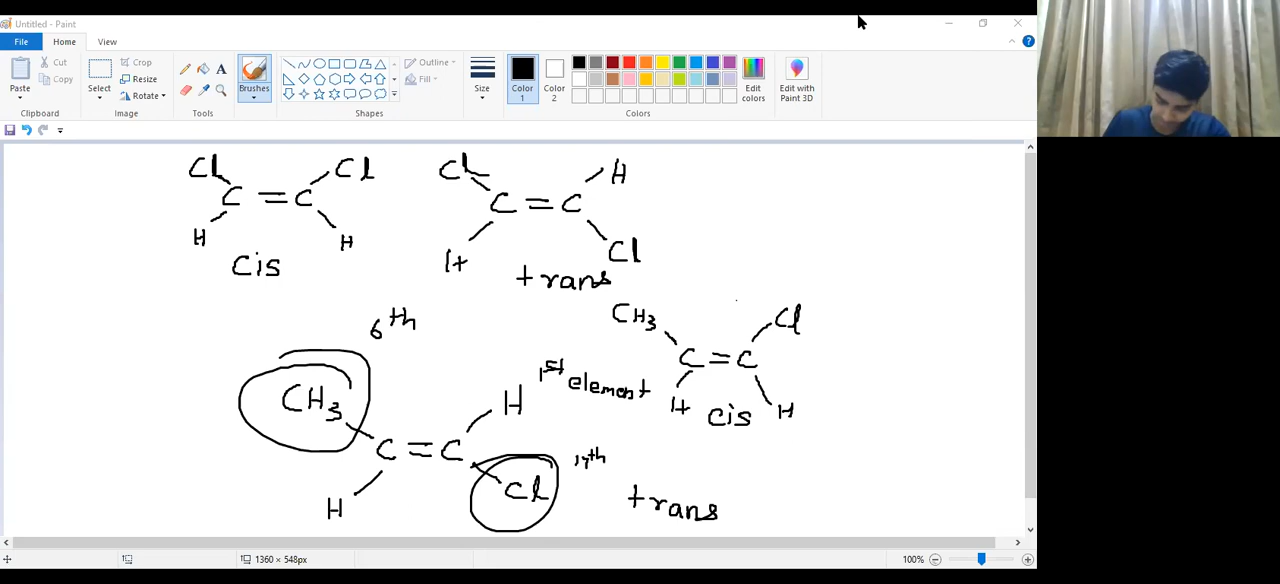 Untitled - Paint
File Home View
Paste
Cut
Copy
Select
Crop
Resize
Rotate
A
Brushes
Outline
Fill
Size
Color 1
Color 2
Edit colors
Edit with Paint 3D
Clipboard Image Tools Shapes Colors
Cl Cl
C = C
H H
cis
Cl H
C = C
H Cl
trans
6th
CH3 H
C = C
H Cl
1st element
17th
trans
CH3 Cl
C = C
H H
cis
1360 × 548px
100%